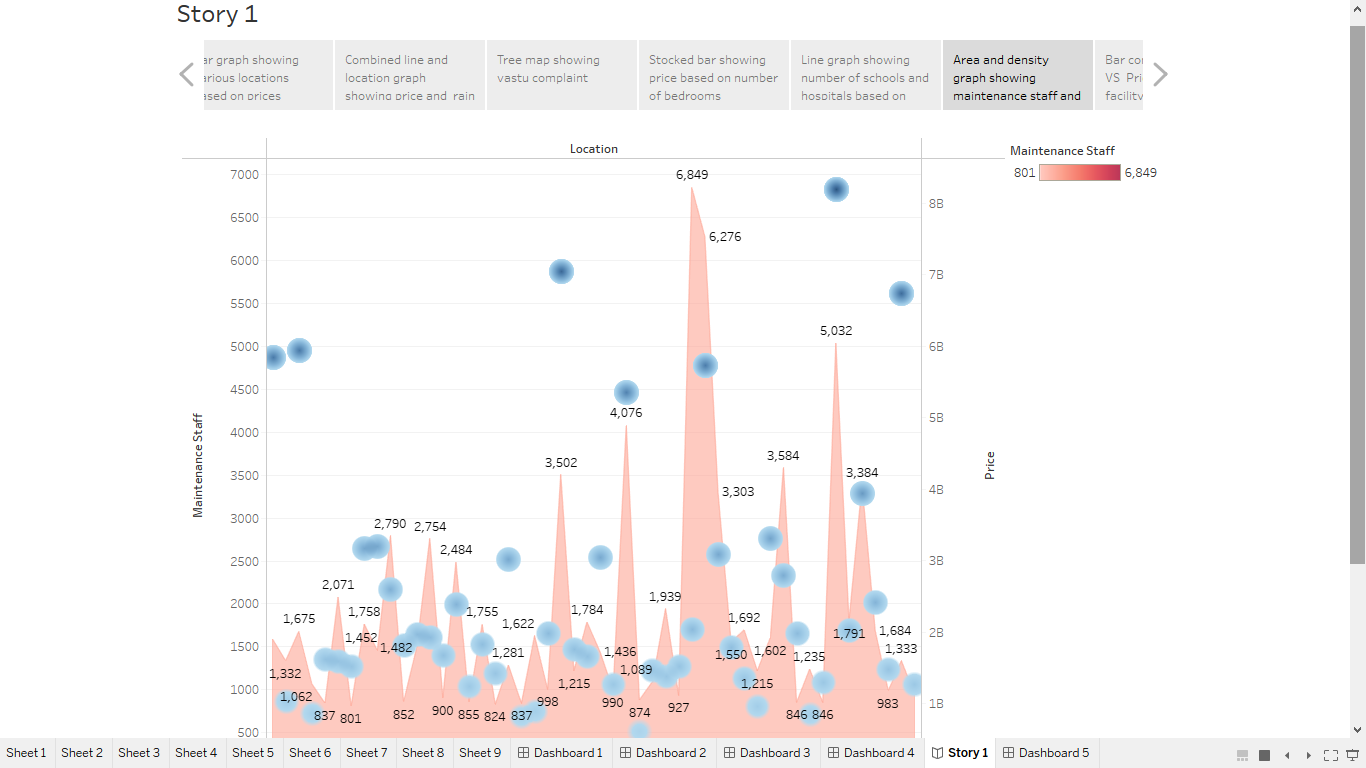 Story 1
ar graph showing
arious locations
ased on prices
Combined line and
location graph
showing price and rain
Tree map showing
vastu complaint
Stocked bar showing
price based on number
of bedrooms
Line graph showing
number of schools and
hospitals based on
Area and density
graph showing
maintenance staff and
Bar co
VS Pri
facility
Location
Maintenance Staff
801 6,849
7000
6500
6000
5500
5000
4500
4000
3500
3000
2500
2000
1500
1000
500
Maintenance Staff
8B
7B
6B
5B
4B
3B
2B
1B
Price
6,849
6,276
5,032
4,076
3,502
3,584
3,384
3,303
2,790
2,754
2,484
2,071
1,939
1,675
1,758
1,755
1,784
1,622
1,692
1,684
1,452
1,482
1,436
1,550
1,602
1,791
1,333
1,281
1,332
1,089
1,215
1,215
1,235
1,062
837
801
852
900
855
824
837
998
990
874
927
846
846
983
Sheet 1 Sheet 2 Sheet 3 Sheet 4 Sheet 5 Sheet 6 Sheet 7 Sheet 8 Sheet 9 Dashboard 1 Dashboard 2 Dashboard 3 Dashboard 4 Story 1 Dashboard 5